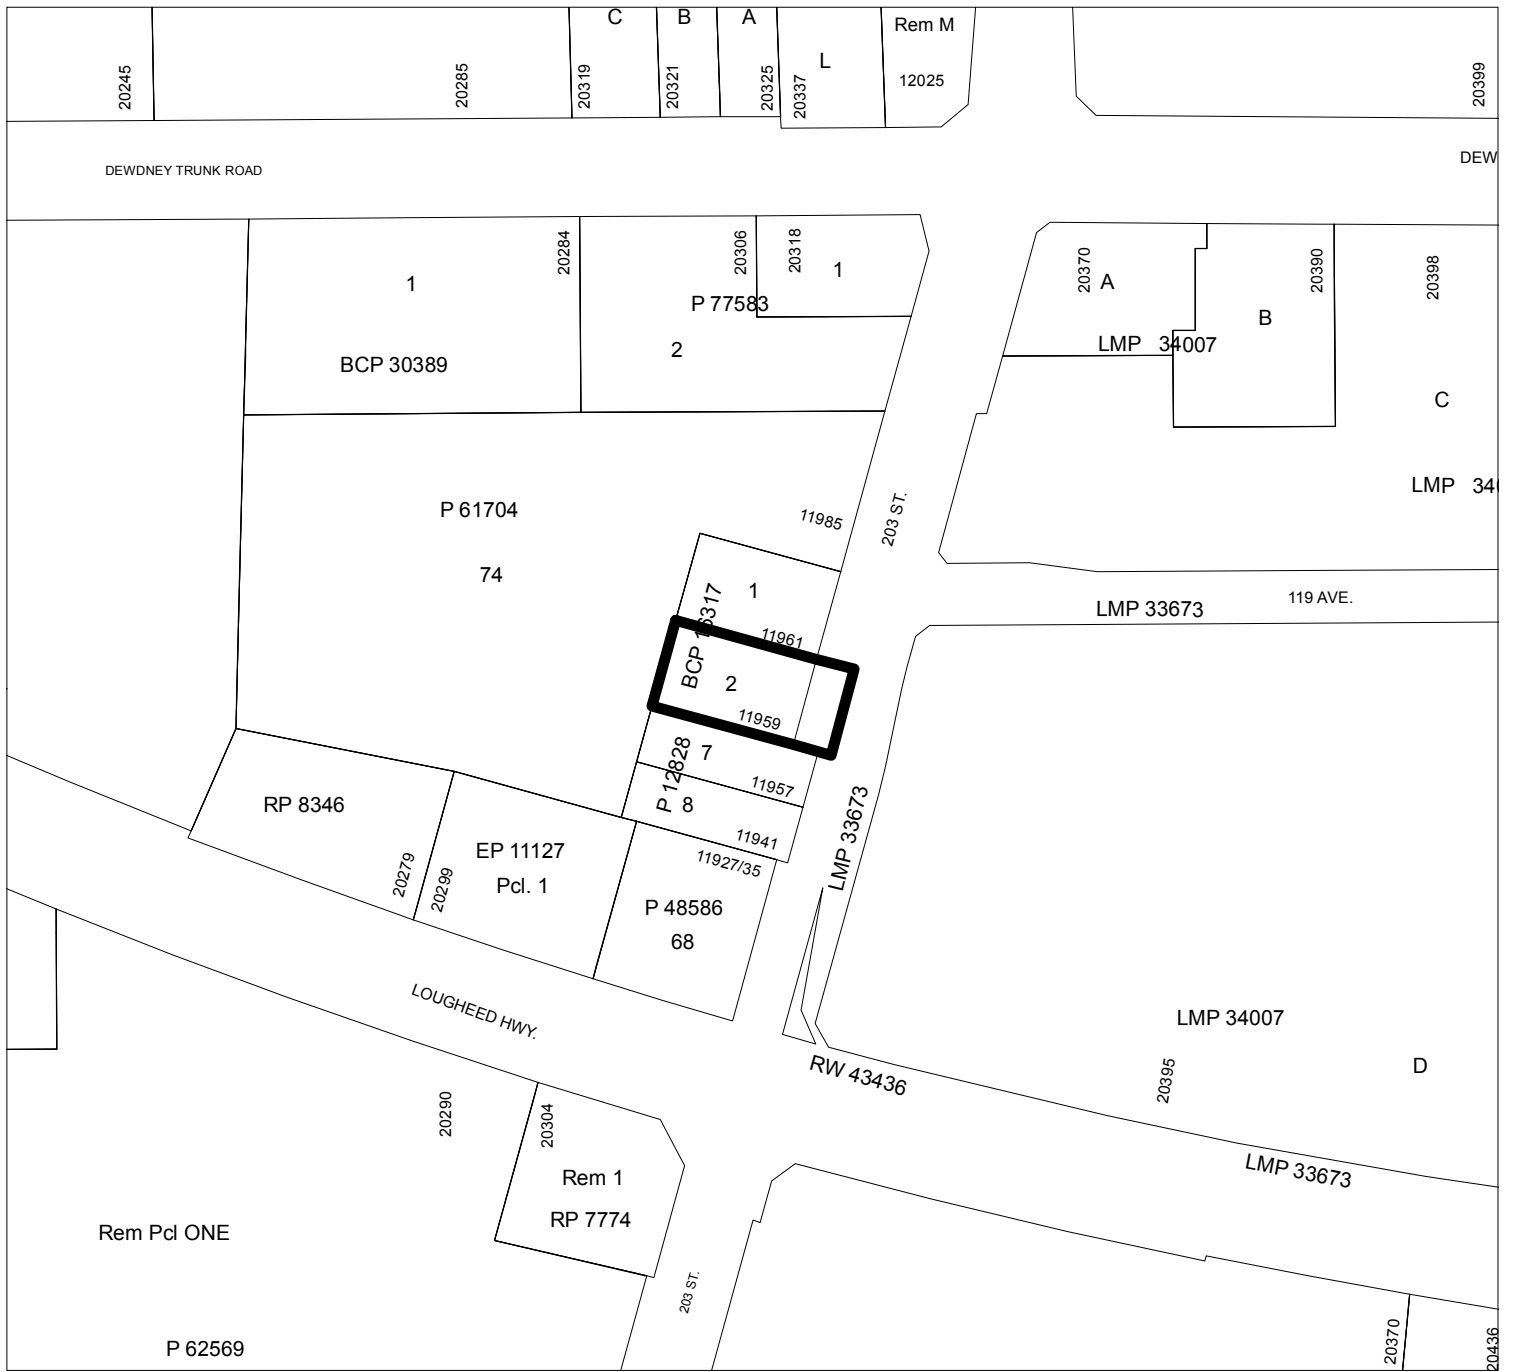 C
B
A
Rem M
L
12025
20245
20285
20319
20321
20325
20337
20399
DEWDNEY TRUNK ROAD
DEW
20284
20306
20318
1
1
P 77583
2
BCP 30389
20370
A
20390
20398
B
LMP 34007
C
LMP 340
P 61704
74
11985
203 ST.
1
11961
BCP 16317
2
11959
119 AVE.
LMP 33673
7
11957
P 12828
8
11941
11927/35
LMP 33673
RP 8346
20279
EP 11127
Pcl. 1
20299
P 48586
68
LOUGHEED HWY.
LMP 34007
RW 43436
20395
D
20290
20304
Rem 1
RP 7774
LMP 33673
Rem Pcl ONE
203 ST.
P 62569
20370
20436